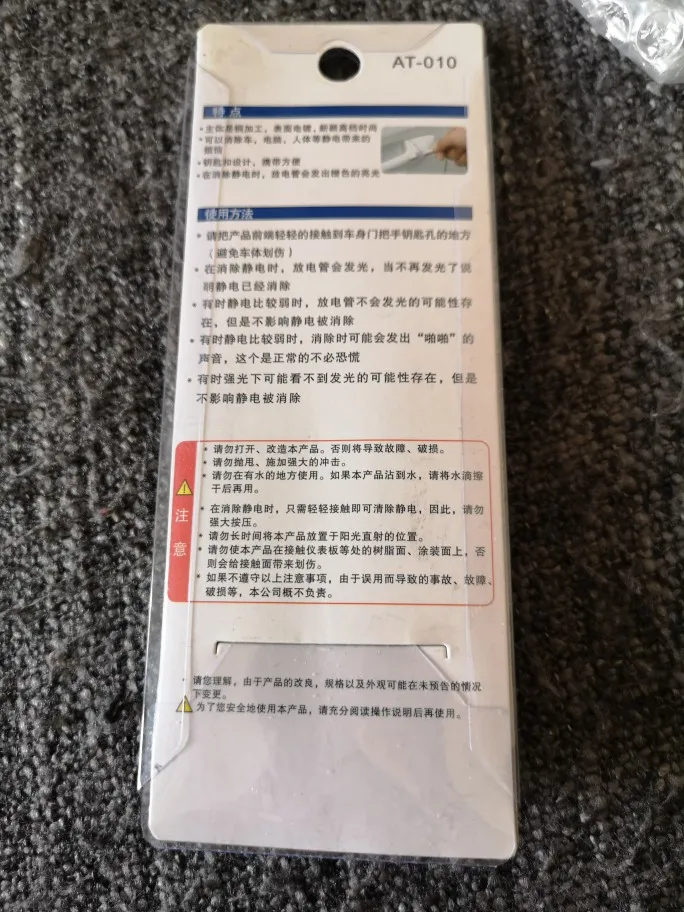 AT-010
特 点
• 主体是铜加工，表面电镀，新颖高档时尚
• 可以消除车，电脑，人体等静电带来的
烦恼
• 钥匙扣设计，携带方便
• 在消除静电时，放电管会发出橙色的亮光
使用方法
• 请把产品前端轻轻的接触到车身门把手钥匙孔的地方
（避免车体划伤）
• 在消除静电时，放电管会发光，当不再发光了说
明静电已经消除
• 有时静电比较弱时，放电管不会发光的可能性存
在，但是不影响静电被消除
• 有时静电比较弱时，消除时可能会发出“啪啪”的
声音，这个是正常的不必恐慌
• 有时强光下可能看不到发光的可能性存在，但是
不影响静电被消除
注意
• 请勿打开、改造本产品。否则将导致故障、破损。
• 请勿抛甩、施加强大的冲击。
• 请勿在有水的地方使用。如果本产品沾到水，请将水滴擦
干后再用。
• 在消除静电时，只需轻轻接触即可清除静电，因此，请勿
强大按压。
• 请勿长时间将本产品放置于阳光直射的位置。
• 请勿使本产品在接触仪表板等处的树脂面、涂装面上，否
则会给接触面带来划伤。
• 如果不遵守以上注意事项，由于误用而导致的事故、故障、
破损等，本公司概不负责。
• 请您理解，由于产品的改良，规格以及外观可能在未预告的情况
下变更。
为了您安全地使用本产品，请充分阅读操作说明后再使用。